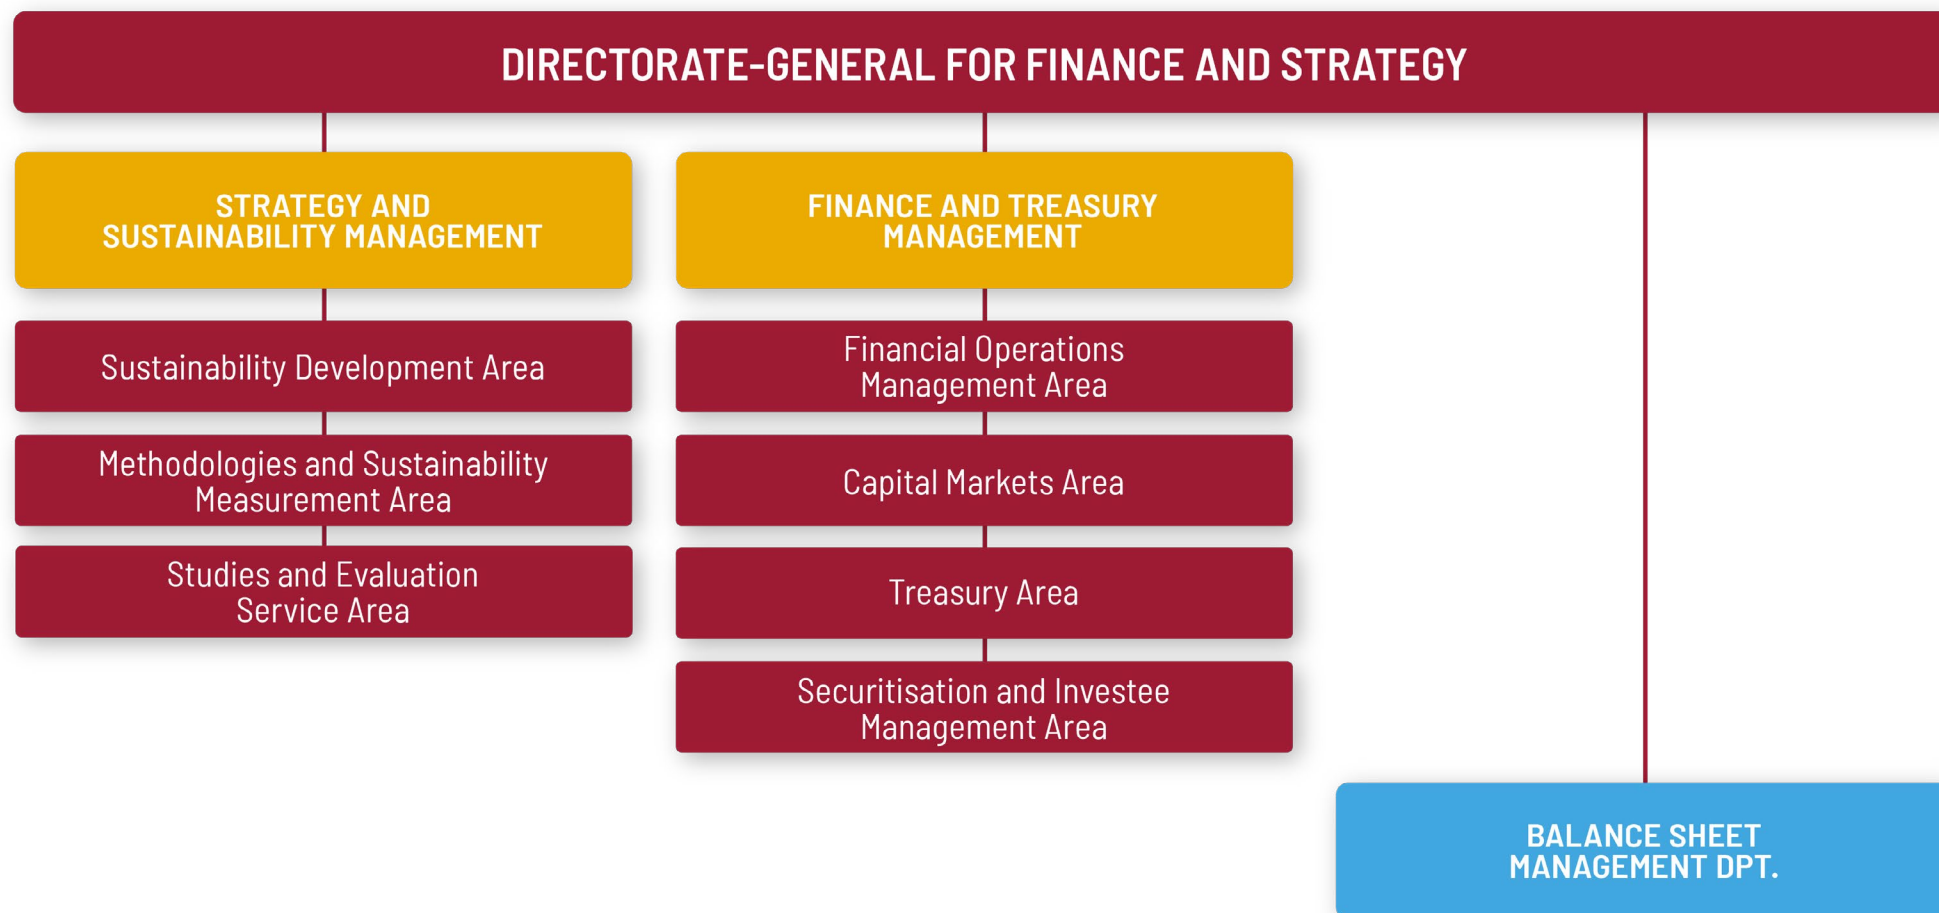 DIRECTORATE-GENERAL FOR FINANCE AND STRATEGY
STRATEGY AND
SUSTAINABILITY MANAGEMENT
Sustainability Development Area
Methodologies and Sustainability
Measurement Area
Studies and Evaluation
Service Area
FINANCE AND TREASURY
MANAGEMENT
Financial Operations
Management Area
Capital Markets Area
Treasury Area
Securitisation and Investee
Management Area
BALANCE SHEET
MANAGEMENT DPT.